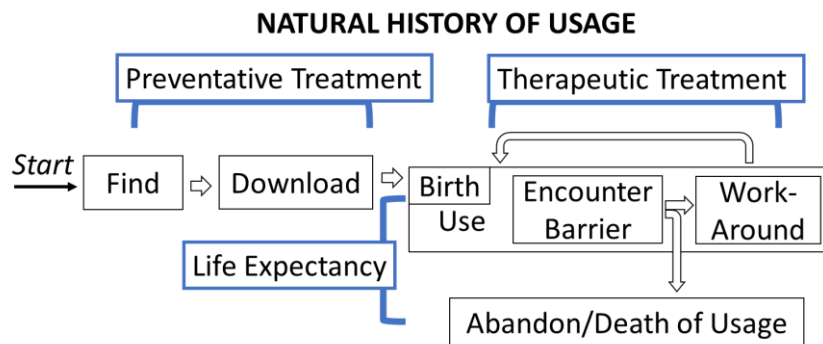 NATURAL HISTORY OF USAGE
Preventative Treatment
Therapeutic Treatment
Start
Find
Download
Birth
Use
Encounter
Barrier
Work-
Around
Life Expectancy
Abandon/Death of Usage